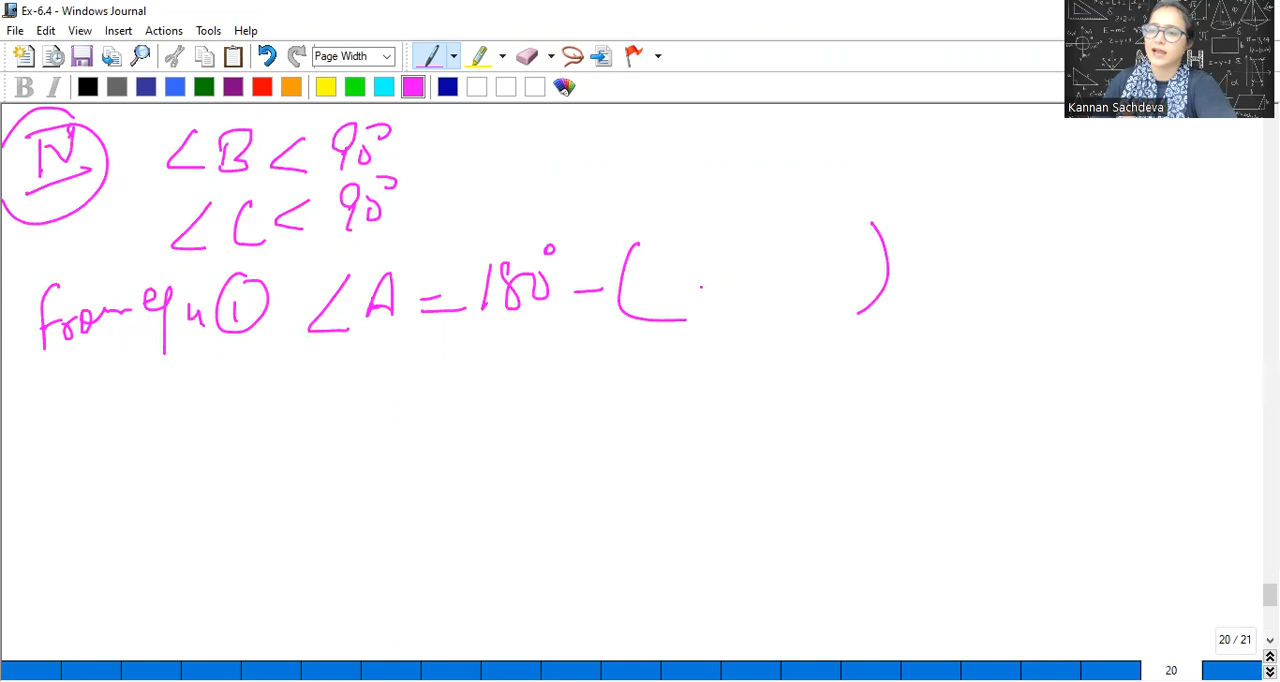 Ex-6.4 - Windows Journal
File Edit View Insert Actions Tools Help
Page Width
B I
Kannan Sachdeva
IV ∠B < 90°
∠C < 90°
from equ ① ∠A = 180° - ( )
20 / 21
20